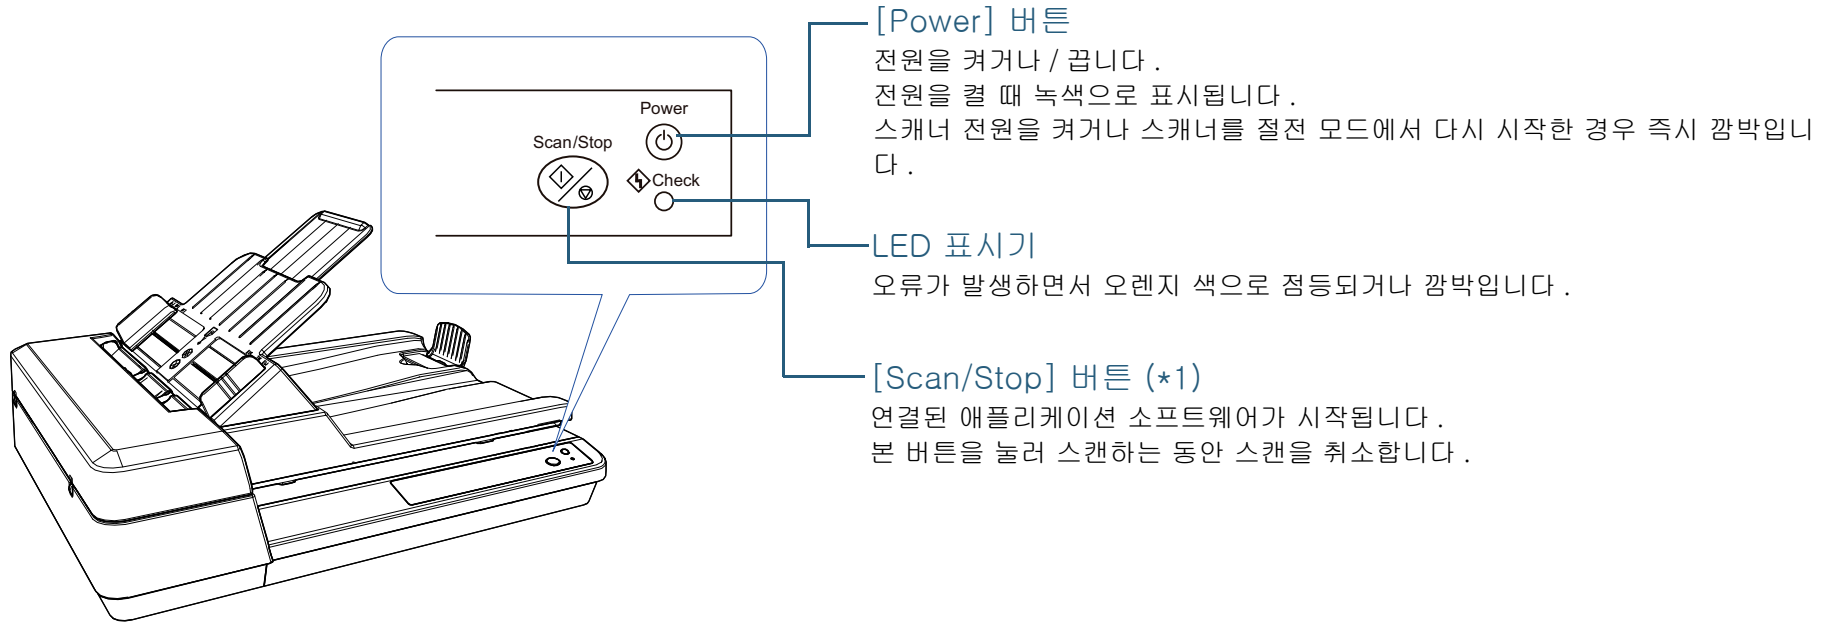 [Power] 버튼
전원을 켜거나 / 끕니다 .
전원을 켤 때 녹색으로 표시됩니다 .
스캐너 전원을 켜거나 스캐너를 절전 모드에서 다시 시작한 경우 즉시 깜박입니
다 .
Power
Scan/Stop
Check
LED 표시기
오류가 발생하면서 오렌지 색으로 점등되거나 깜박입니다 .
[Scan/Stop] 버튼 (*1)
연결된 애플리케이션 소프트웨어가 시작됩니다 .
본 버튼을 눌러 스캔하는 동안 스캔을 취소합니다 .